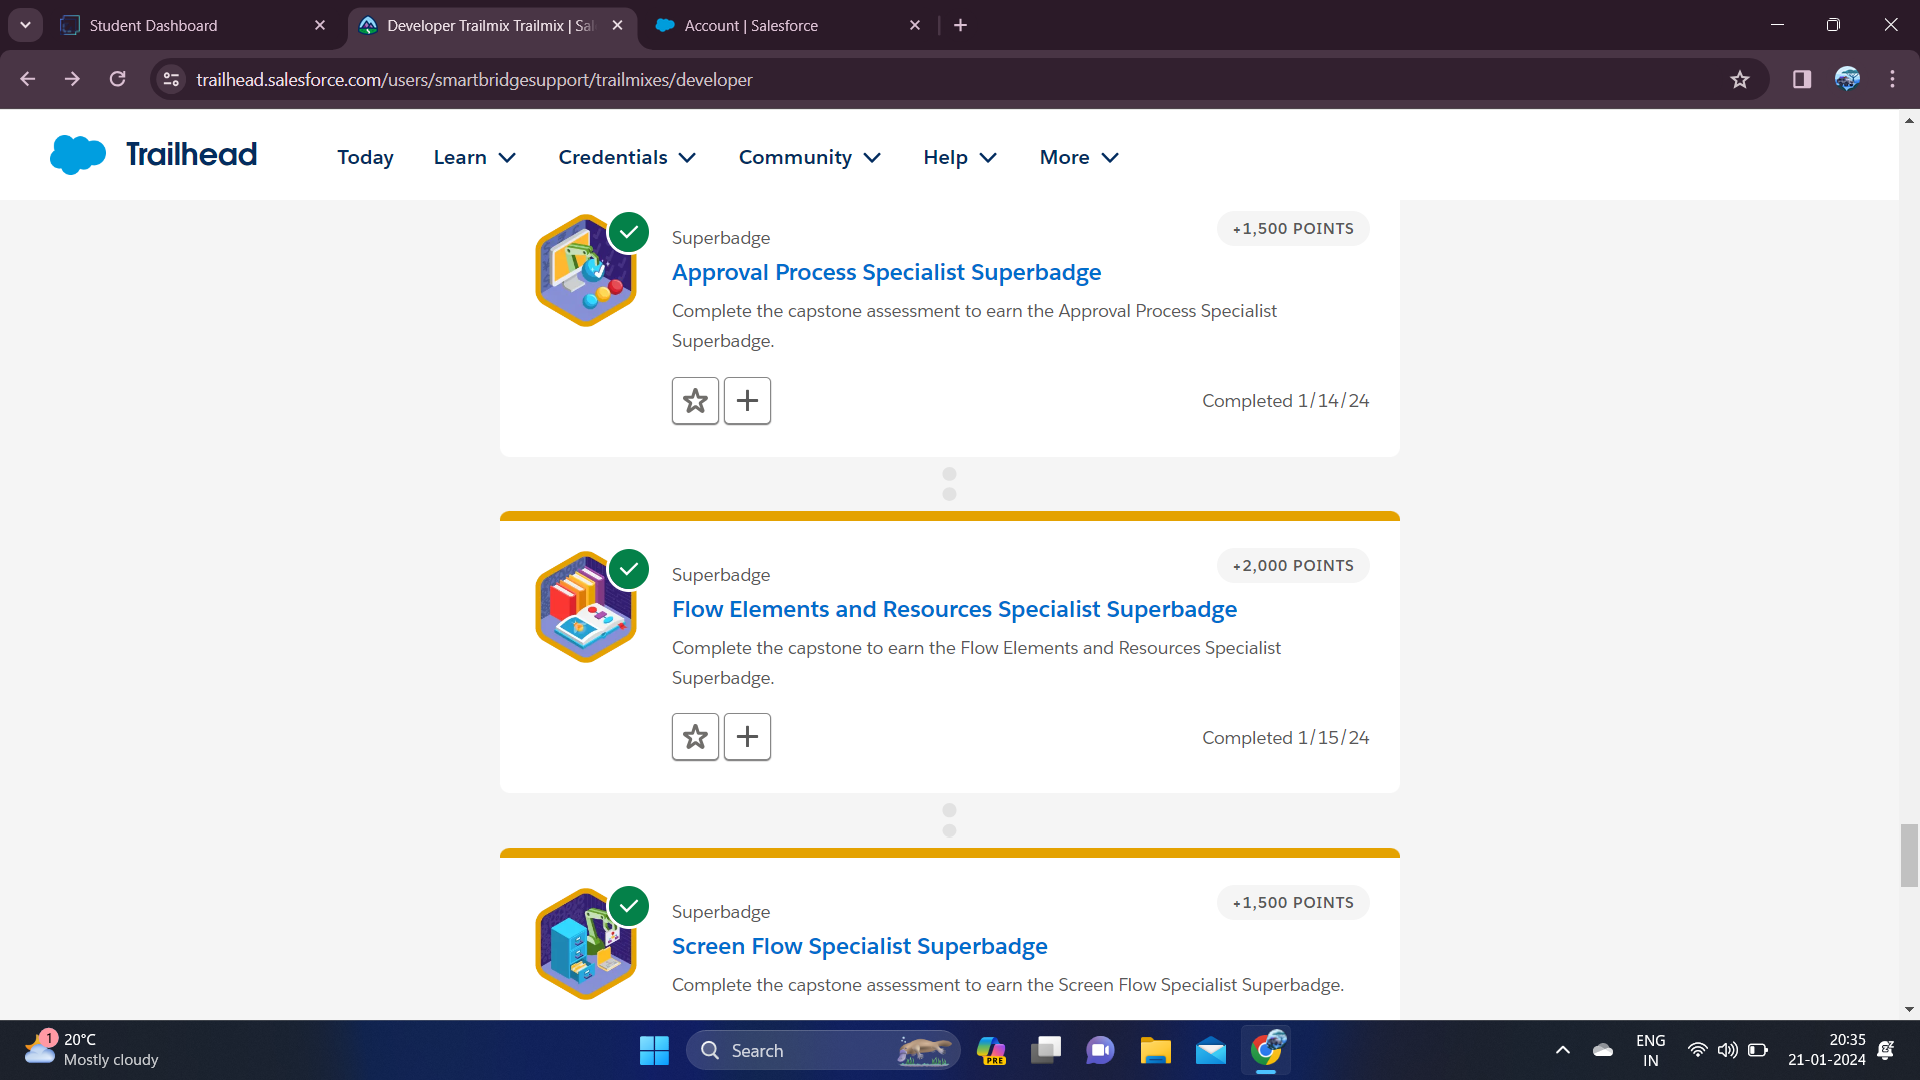 Student Dashboard
Developer Trailmix Trailmix | Sal
Account | Salesforce
trailhead.salesforce.com/users/smartbridgesupport/trailmixes/developer
Trailhead
Today Learn Credentials Community Help More
Superbadge
+1,500 POINTS
Approval Process Specialist Superbadge
Complete the capstone assessment to earn the Approval Process Specialist
Superbadge.
Completed 1/14/24
Superbadge
+2,000 POINTS
Flow Elements and Resources Specialist Superbadge
Complete the capstone to earn the Flow Elements and Resources Specialist
Superbadge.
Completed 1/15/24
Superbadge
+1,500 POINTS
Screen Flow Specialist Superbadge
Complete the capstone assessment to earn the Screen Flow Specialist Superbadge.
1
20°C
Mostly cloudy
Search
PRE
ENG
IN
20:35
21-01-2024